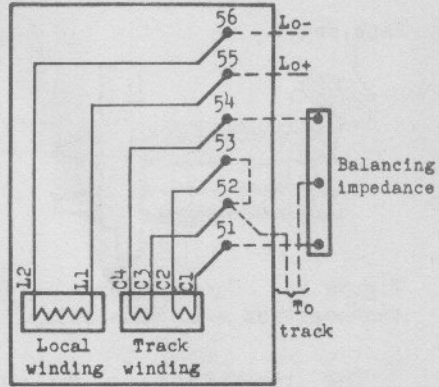 56
Lo-
55
Lo+
54
53
Balancing
impedance
52
51
L2
L1
C4
C3
C2
C1
To
track
Local
winding
Track
winding